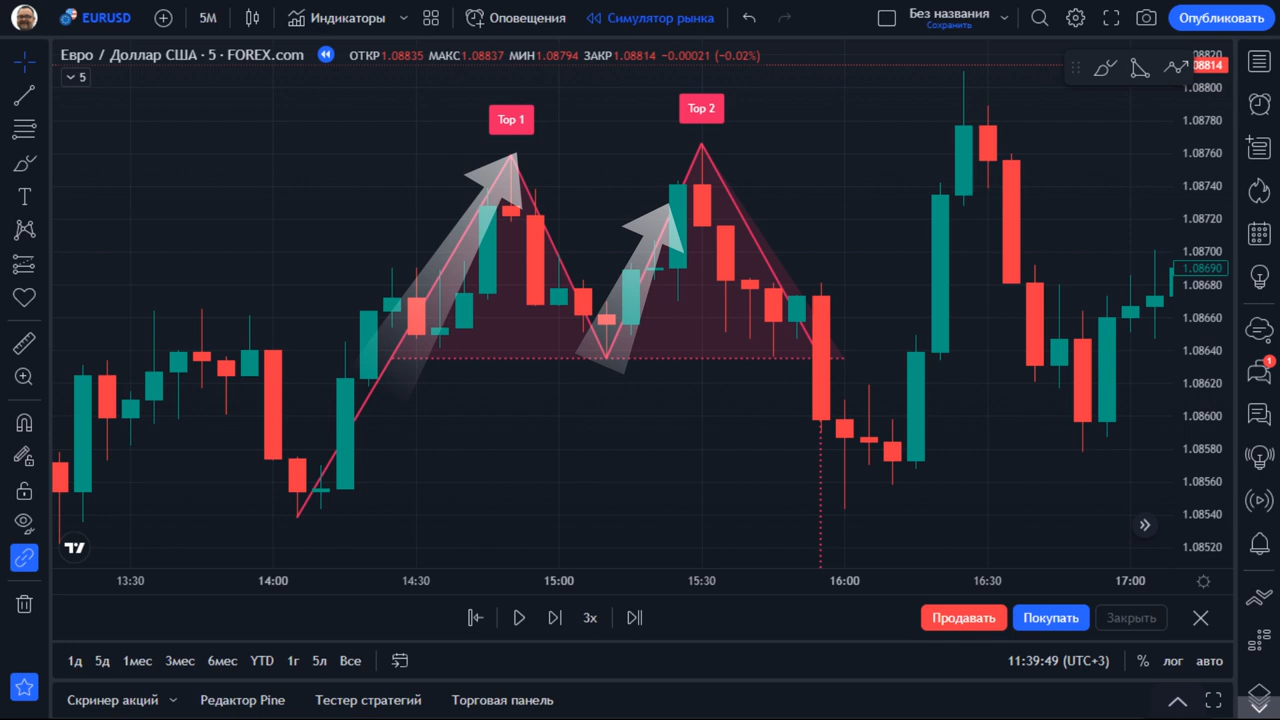 EURUSD 5М Индикаторы Оповещения Симулятор рынка Без названия Сохранить Опубликовать
Евро / Доллар США · 5 · FOREX.com ОТКР1.08835 МАКС1.08837 МИН1.08794 ЗАКР1.08814 −0.00021 (−0.02%)
5
08820
08814
1.08800
1.08780
1.08760
1.08740
1.08720
1.08700
1.08690
1.08680
1.08660
1.08640
1.08620
1.08600
1.08580
1.08560
1.08540
1.08520
Top 1
Top 2
1
13:30 14:00 14:30 15:00 15:30 16:00 16:30 17:00
3x Продавать Покупать Закрыть
1д 5д 1мес 3мес 6мес YTD 1г 5л Все 11:39:49 (UTC+3) % лог авто
Скринер акций Редактор Pine Тестер стратегий Торговая панель